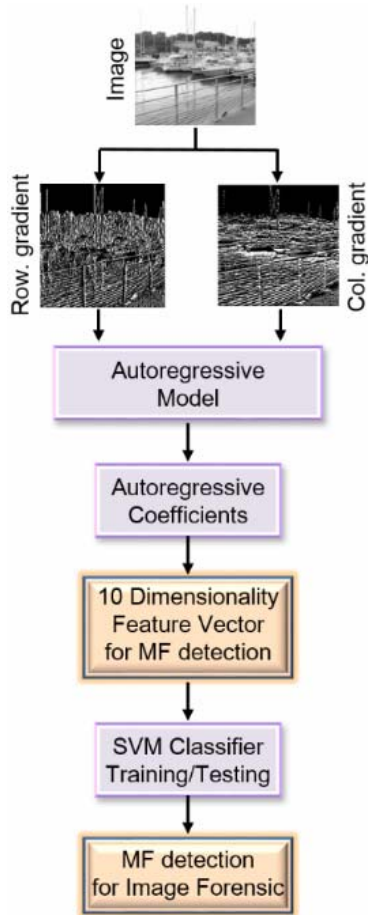 Image
Row. gradient
Col. gradient
Autoregressive
Model
Autoregressive
Coefficients
10 Dimensionality
Feature Vector
for MF detection
SVM Classifier
Training/Testing
MF detection
for Image Forensic